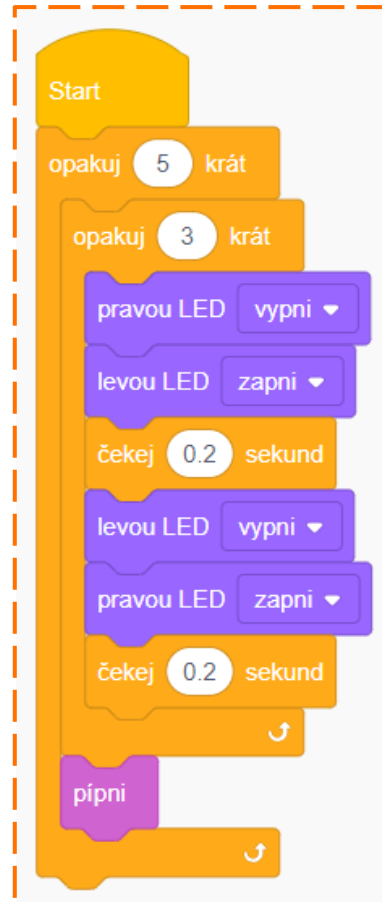 Start
opakuj 5 krát
opakuj 3 krát
pravou LED vypni
levou LED zapni
čekej 0.2 sekund
levou LED vypni
pravou LED zapni
čekej 0.2 sekund
pípni